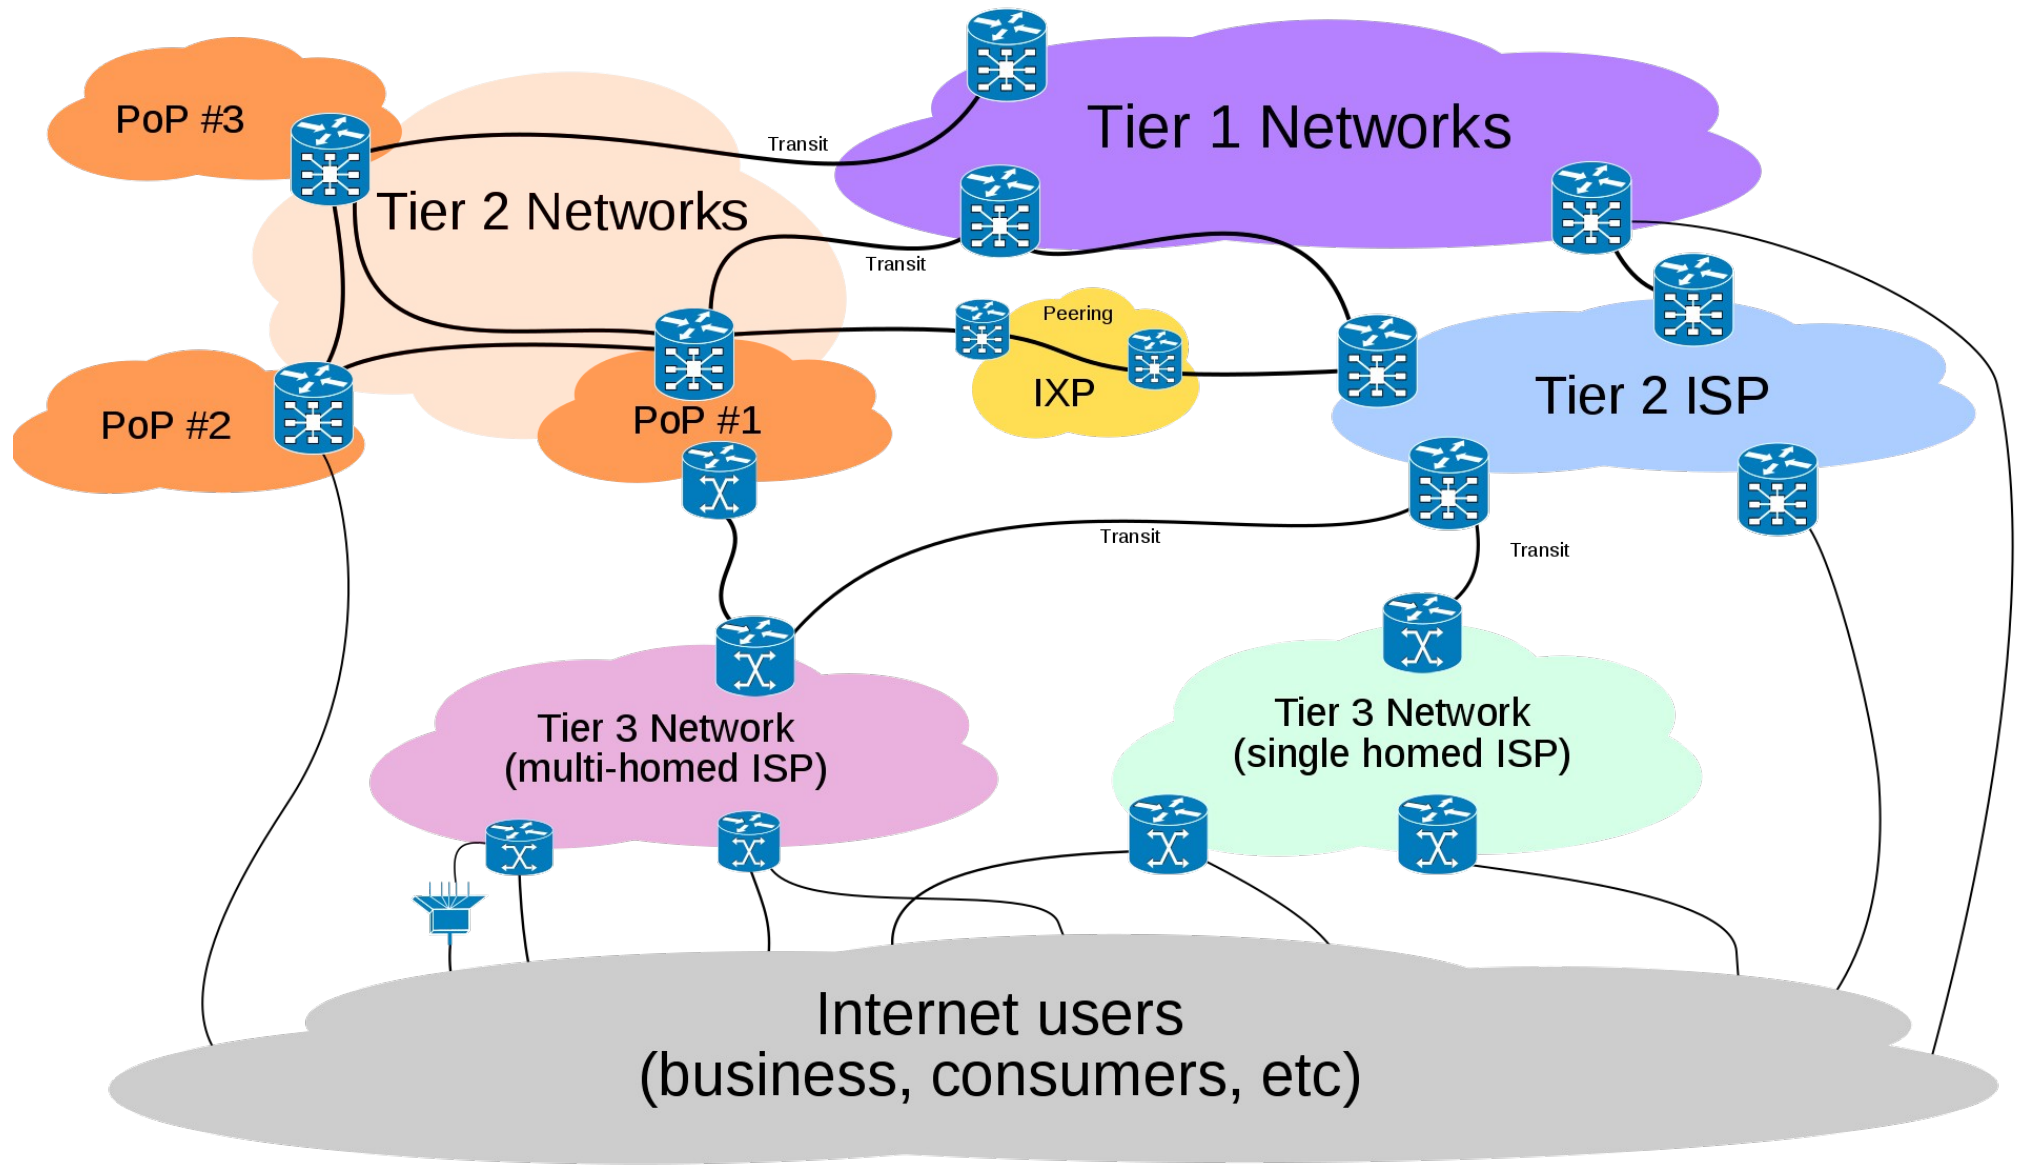 PoP #3
Tier 1 Networks
Transit
Tier 2 Networks
Transit
Peering
IXP
Tier 2 ISP
PoP #2
PoP #1
Transit
Transit
Tier 3 Network
(multi-homed ISP)
Tier 3 Network
(single homed ISP)
Internet users
(business, consumers, etc)